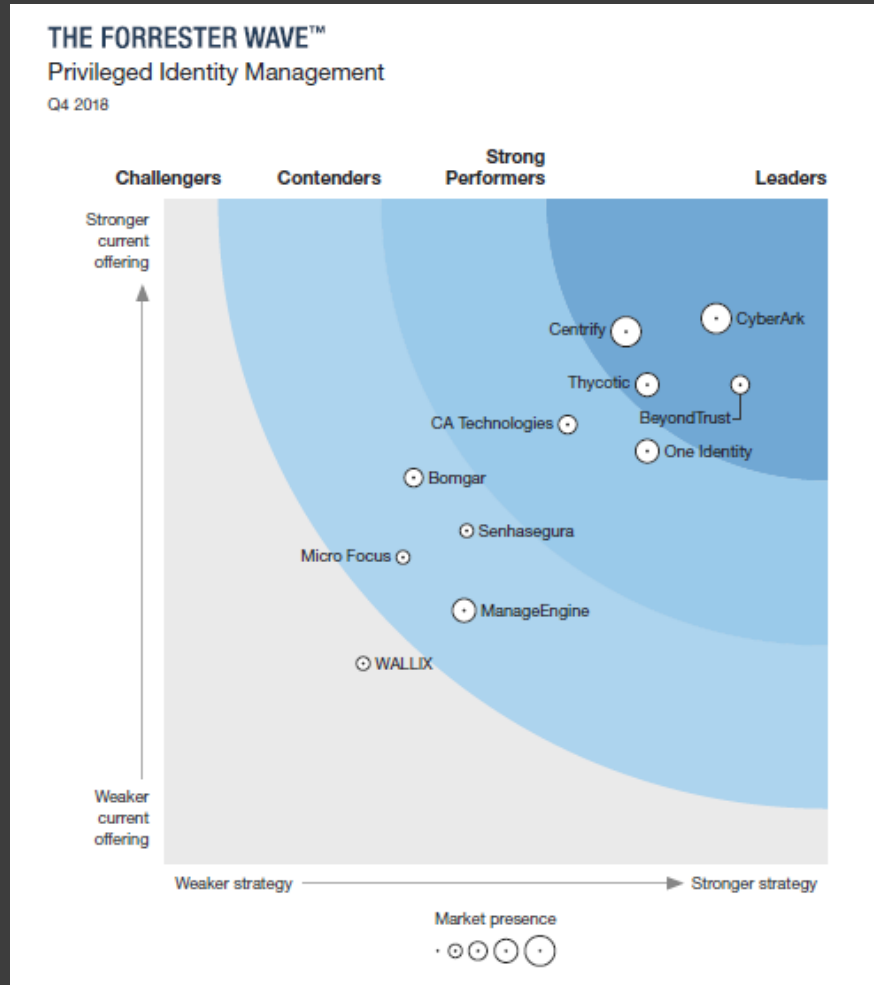 THE FORRESTER WAVE™
Privileged Identity Management
Q4 2018
Challengers
Contenders
Strong
Performers
Leaders
Stronger
current
offering
Centrify
CyberArk
Thycotic
BeyondTrust
CA Technologies
One Identity
Bomgar
Senhasegura
Micro Focus
ManageEngine
WALLIX
Weaker
current
offering
Weaker strategy
Stronger strategy
Market presence